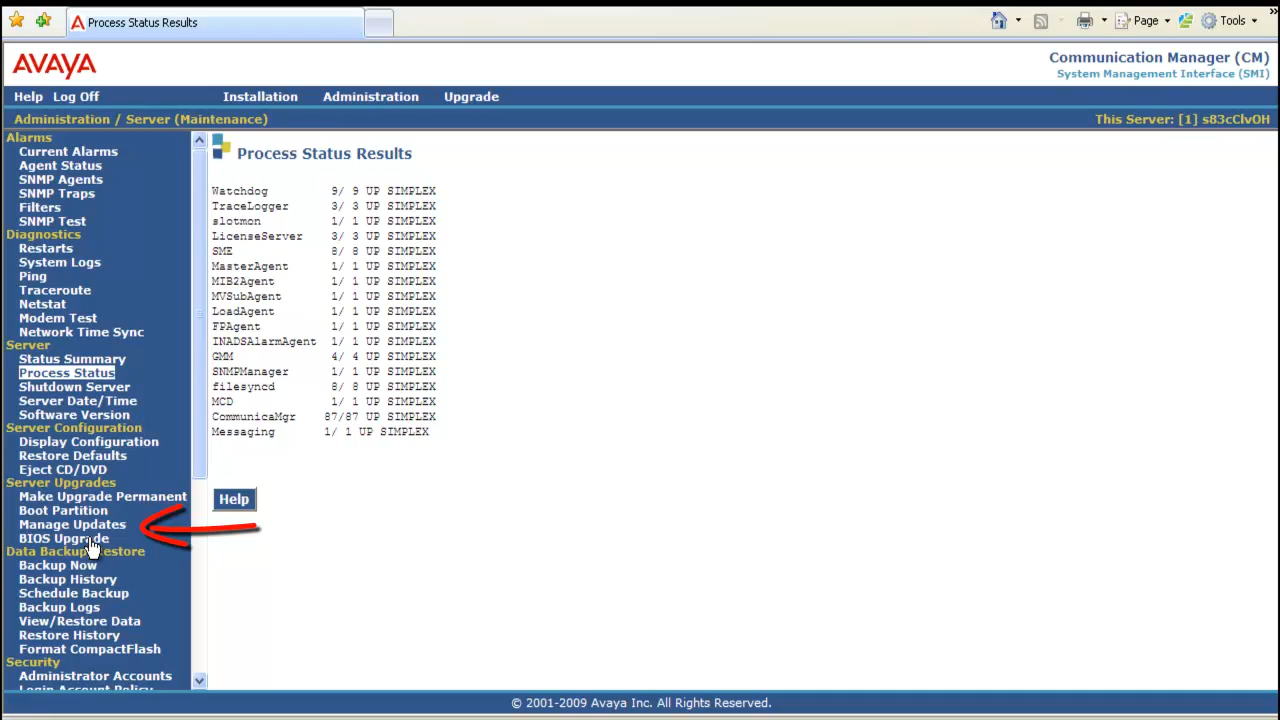 Process Status Results
Page
Tools
AVAYA
Communication Manager (CM)
System Management Interface (SMI)
Help Log Off Installation Administration Upgrade
Administration / Server (Maintenance)
This Server: [1] s83cClvOH
Alarms
Current Alarms
Agent Status
SNMP Agents
SNMP Traps
Filters
SNMP Test
Diagnostics
Restarts
System Logs
Ping
Traceroute
Netstat
Modem Test
Network Time Sync
Server
Status Summary
Process Status
Shutdown Server
Server Date/Time
Software Version
Server Configuration
Display Configuration
Restore Defaults
Eject CD/DVD
Server Upgrades
Make Upgrade Permanent
Boot Partition
Manage Updates
BIOS Upgrade
Data Backup/Restore
Backup Now
Backup History
Schedule Backup
Backup Logs
View/Restore Data
Restore History
Format CompactFlash
Security
Administrator Accounts
Login Account Policy
Process Status Results
Watchdog 9/ 9 UP SIMPLEX
TraceLogger 3/ 3 UP SIMPLEX
slotmon 1/ 1 UP SIMPLEX
LicenseServer 3/ 3 UP SIMPLEX
SME 8/ 8 UP SIMPLEX
MasterAgent 1/ 1 UP SIMPLEX
MIB2Agent 1/ 1 UP SIMPLEX
MVSubAgent 1/ 1 UP SIMPLEX
LoadAgent 1/ 1 UP SIMPLEX
FPAgent 1/ 1 UP SIMPLEX
INADSAlarmAgent 1/ 1 UP SIMPLEX
GMM 4/ 4 UP SIMPLEX
SNMPManager 1/ 1 UP SIMPLEX
filesyncd 8/ 8 UP SIMPLEX
MCD 1/ 1 UP SIMPLEX
CommunicaMgr 87/87 UP SIMPLEX
Messaging 1/ 1 UP SIMPLEX
Help
© 2001-2009 Avaya Inc. All Rights Reserved.